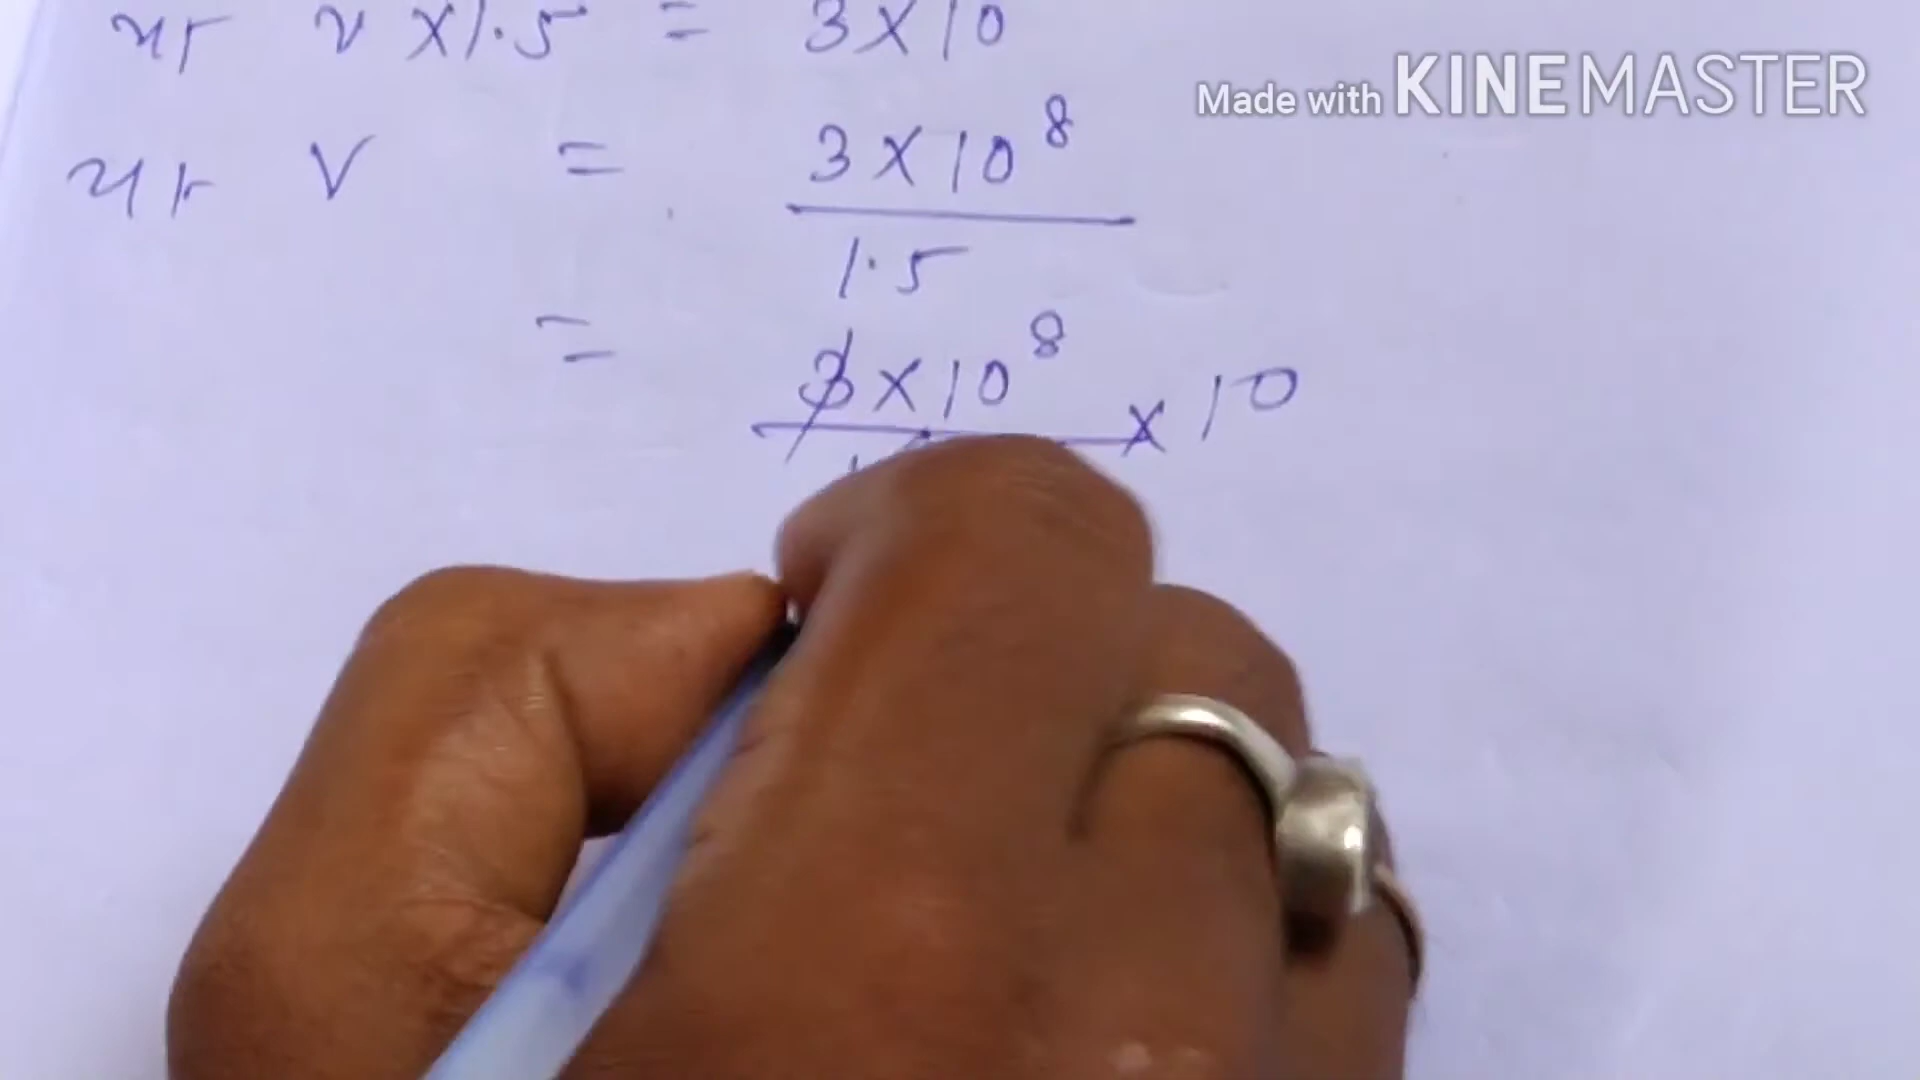 या v X 1.5 = 3 X 10
Made with KINEMASTER
या V = 3 X 10^8
1.5
= 3 X 10^8 X 10